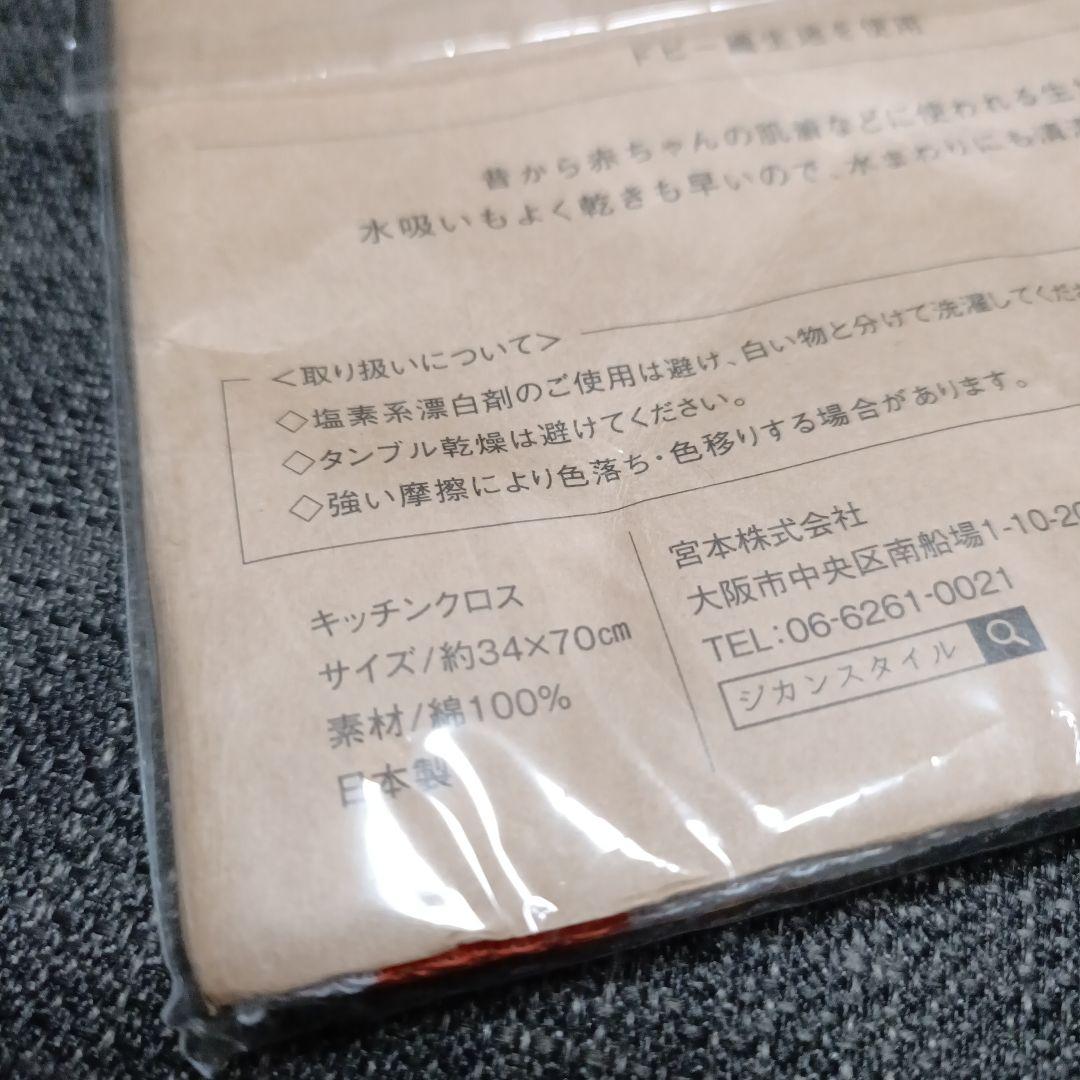 ドビー織生地を使用
昔から赤ちゃんの肌着などに使われる生
水吸いもよく乾きも早いので、水まわりにも清
<取り扱いについて>
◇塩素系漂白剤のご使用は避け、白い物と分けて洗濯してくださ
◇タンブル乾燥は避けてください。
◇強い摩擦により色落ち・色移りする場合があります。
キッチンクロス
サイズ/約34×70㎝
素材/綿100%
日本製
宮本株式会社
大阪市中央区南船場1-10-20
TEL:06-6261-0021
ジカンスタイル